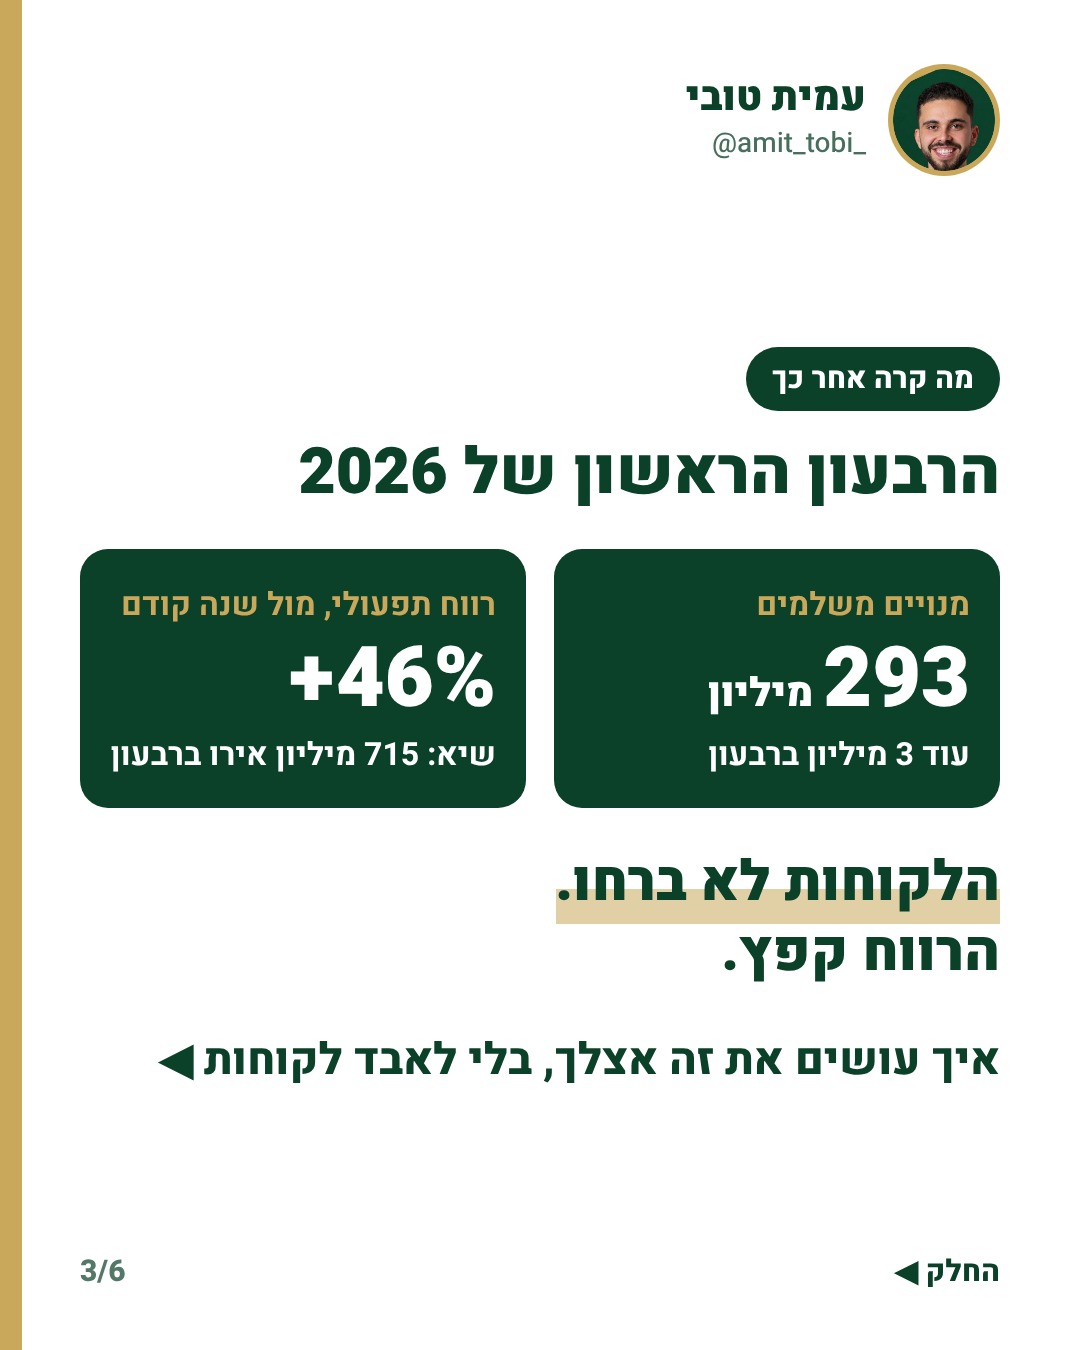 עמית טובי
@amit_tobi_
מה קרה אחר כך
הרבעון הראשון של 2026
מנויים משלמים
293 מיליון
עוד 3 מיליון ברבעון
רווח תפעולי, מול שנה קודם
+46%
שיא: 715 מיליון אירו ברבעון
הלקוחות לא ברחו.
הרווח קפץ.
איך עושים את זה אצלך, בלי לאבד לקוחות ◀
החלק ◀
3/6